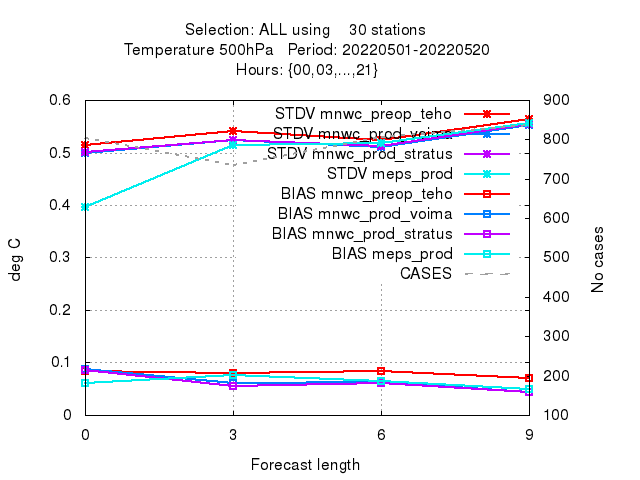 Selection: ALL using 30 stations
Temperature 500hPa Period: 20220501-20220520
Hours: {00,03,...,21}
0.6
0.5
0.4
0.3
0.2
0.1
0
deg C
900
800
700
600
500
400
300
200
100
No cases
STDV mnwc_preop_teho
STDV mnwc_prod_voima
STDV mnwc_prod_stratus
STDV meps_prod
BIAS mnwc_preop_teho
BIAS mnwc_prod_voima
BIAS mnwc_prod_stratus
BIAS meps_prod
CASES
0 3 6 9
Forecast length